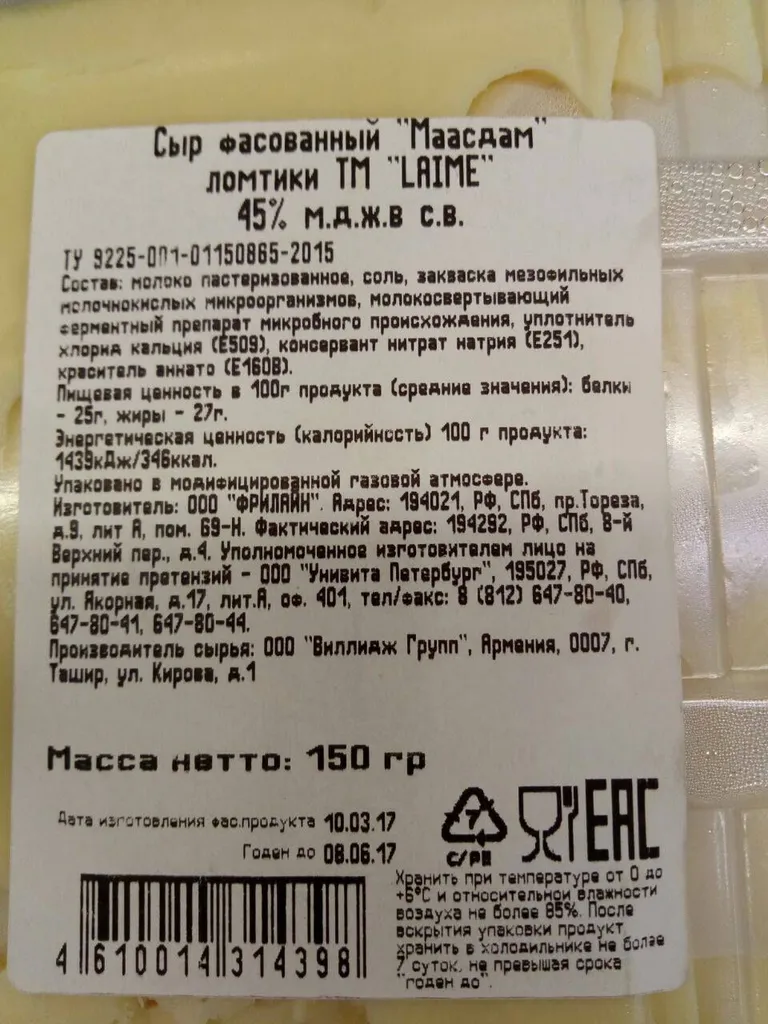 Сыр фасованный "Маасдам"
ломтики ТМ "LAIME"
45% м.д.ж.в с.в.
ТУ 9225-001-01150865-2015
Состав: молоко пастеризованное, соль, закваска мезофильных
молочнокислых микроорганизмов, молокосвертывающий
ферментный препарат микробного происхождения, уплотнитель
хлорид кальция (Е509), консервант нитрат натрия (Е251),
краситель аннато (Е160В).
Пищевая ценность в 100г продукта (средние значения): белки
- 25г, жиры - 27г.
Энергетическая ценность (калорийность) 100 г продукта:
1439кДж/346ккал.
Упаковано в модифицированной газовой атмосфере.
Изготовитель: ООО "ФРИЛАЙН". Адрес: 194021, РФ, СПб, пр.Тореза,
д.9, лит А, пом. 69-Н. Фактический адрес: 194292, РФ, СПб, 8-й
Верхний пер., д.4. Уполномоченное изготовителем лицо на
принятие претензий - ООО "Унивита Петербург", 195027, РФ, СПб,
ул. Якорная, д.17, лит.А, оф. 401, тел/факс: 8 (812) 647-80-40,
647-80-41, 647-80-44.
Производитель сырья: ООО "Виллидж Групп", Армения, 0007, г.
Ташир, ул. Кирова, д.1
Масса нетто: 150 гр
Дата изготовления фас.продукта 10.03.17
Годен до 08.06.17
7
C/PE
EAC
Хранить при температуре от 0 до
+6°С и относительной влажности
воздуха не более 85%. После
вскрытия упаковки продукт
хранить в холодильнике не более
7 суток, не превышая срока
"годен до".
4 610014 314398